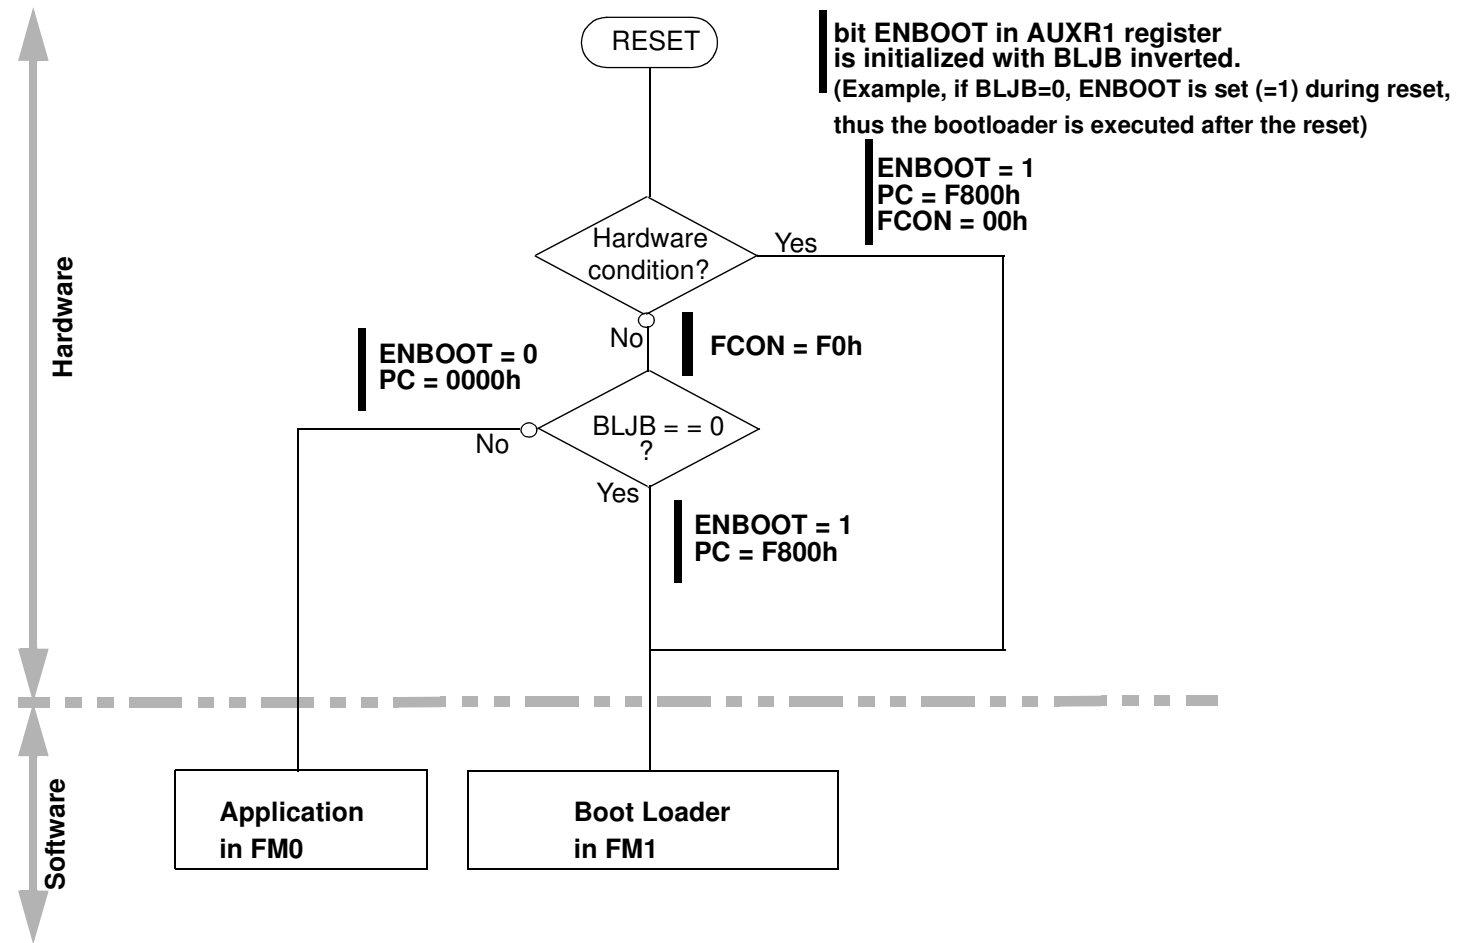 RESET
bit ENBOOT in AUXR1 register
is initialized with BLJB inverted.
(Example, if BLJB=0, ENBOOT is set (=1) during reset,
thus the bootloader is executed after the reset)
ENBOOT = 1
PC = F800h
FCON = 00h
Hardware
condition?
Yes
Hardware
No
FCON = F0h
ENBOOT = 0
PC = 0000h
BLJB = = 0
?
No
Yes
ENBOOT = 1
PC = F800h
Software
Application
in FM0
Boot Loader
in FM1